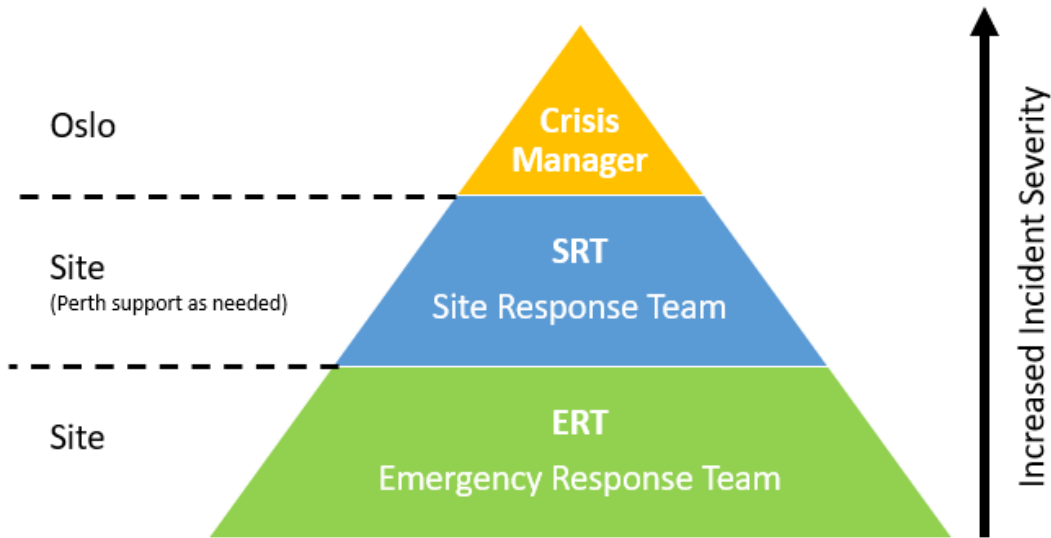 Oslo
Crisis
Manager
Site
(Perth support as needed)
SRT
Site Response Team
Site
ERT
Emergency Response Team
Increased Incident Severity